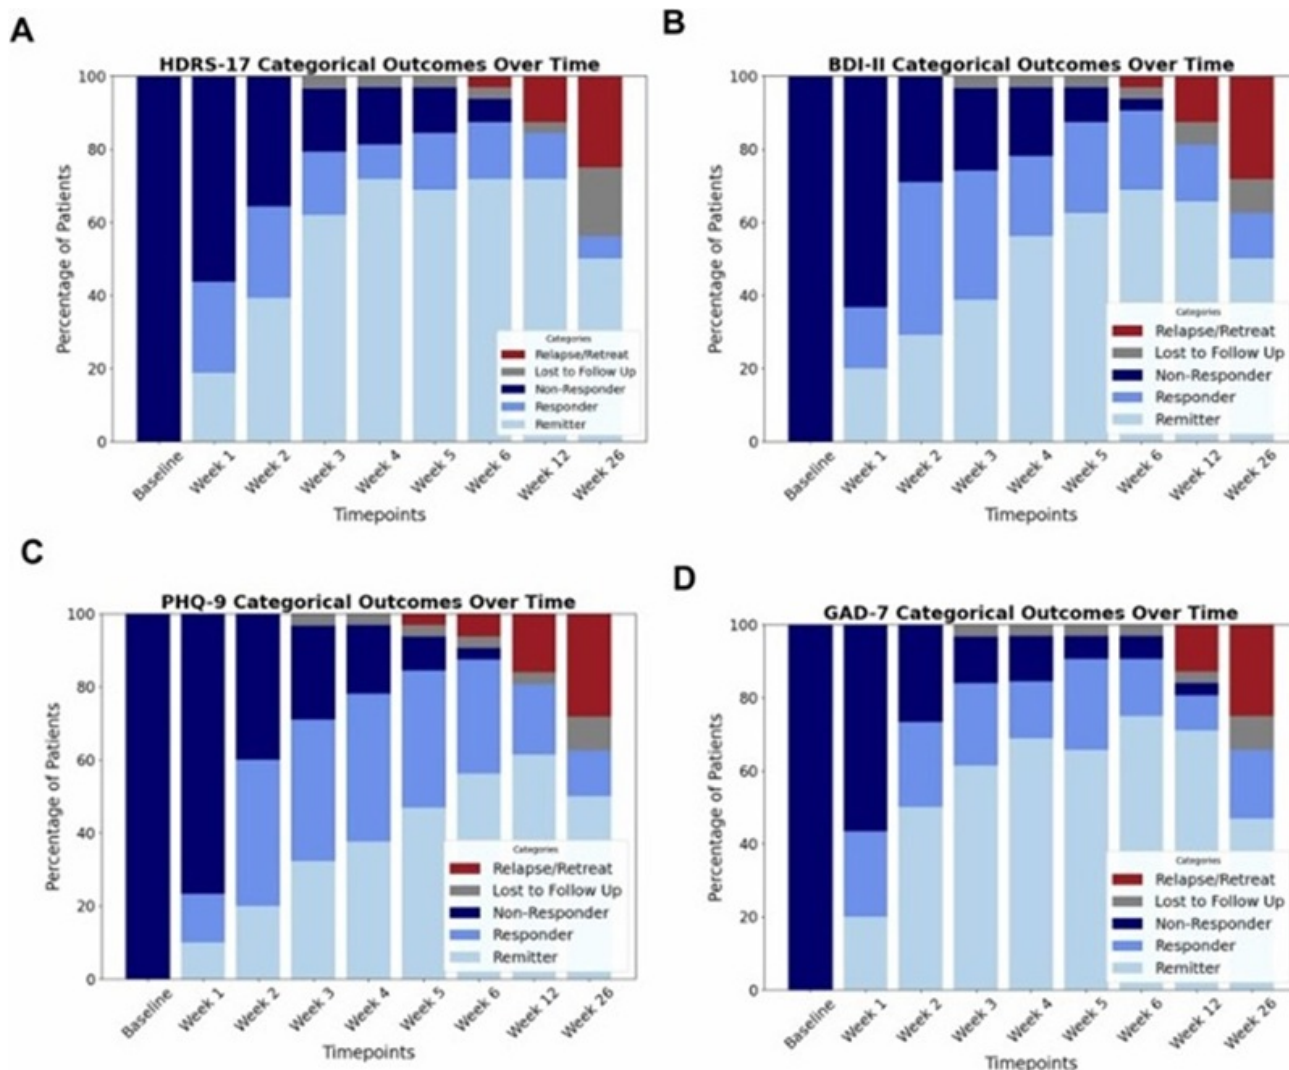 A
HDRS-17 Categorical Outcomes Over Time
Percentage of Patients
100
80
60
40
20
0
Categories
Relapse/Retreat
Lost to Follow Up
Non-Responder
Responder
Remitter
Baseline
Week 1
Week 2
Week 3
Week 4
Week 5
Week 6
Week 12
Week 26
Timepoints
B
BDI-II Categorical Outcomes Over Time
Percentage of Patients
100
80
60
40
20
0
Categories
Relapse/Retreat
Lost to Follow Up
Non-Responder
Responder
Remitter
Baseline
Week 1
Week 2
Week 3
Week 4
Week 5
Week 6
Week 12
Week 26
Timepoints
C
PHQ-9 Categorical Outcomes Over Time
Percentage of Patients
100
80
60
40
20
0
Categories
Relapse/Retreat
Lost to Follow Up
Non-Responder
Responder
Remitter
Baseline
Week 1
Week 2
Week 3
Week 4
Week 5
Week 6
Week 12
Week 26
Timepoints
D
GAD-7 Categorical Outcomes Over Time
Percentage of Patients
100
80
60
40
20
0
Categories
Relapse/Retreat
Lost to Follow Up
Non-Responder
Responder
Remitter
Baseline
Week 1
Week 2
Week 3
Week 4
Week 5
Week 6
Week 12
Week 26
Timepoints